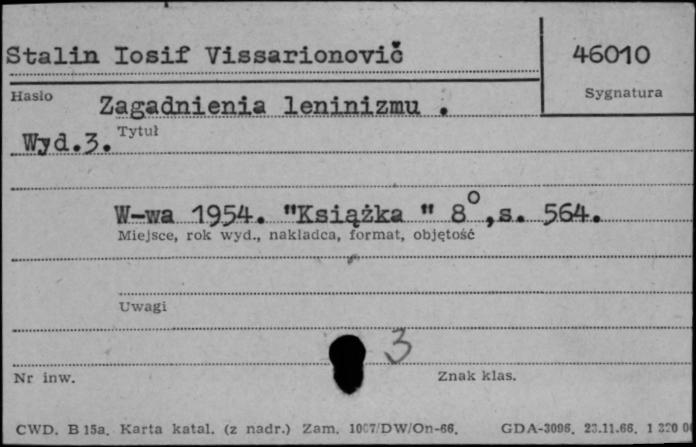 Stalin Iosif Vissarionovič 46010
Hasło Sygnatura
Zagadnienia leninizmu .
Tytuł
Wyd.3.
W-wa 1954. "Książka " 8°,s. 564.
Miejsce, rok wyd., nakładca, format, objętość
Uwagi
3
Nr inw. Znak klas.
CWD. B 15a. Karta katal. (z nadr.) Zam. DW/On-66. GDA-3096. 23.11.66.